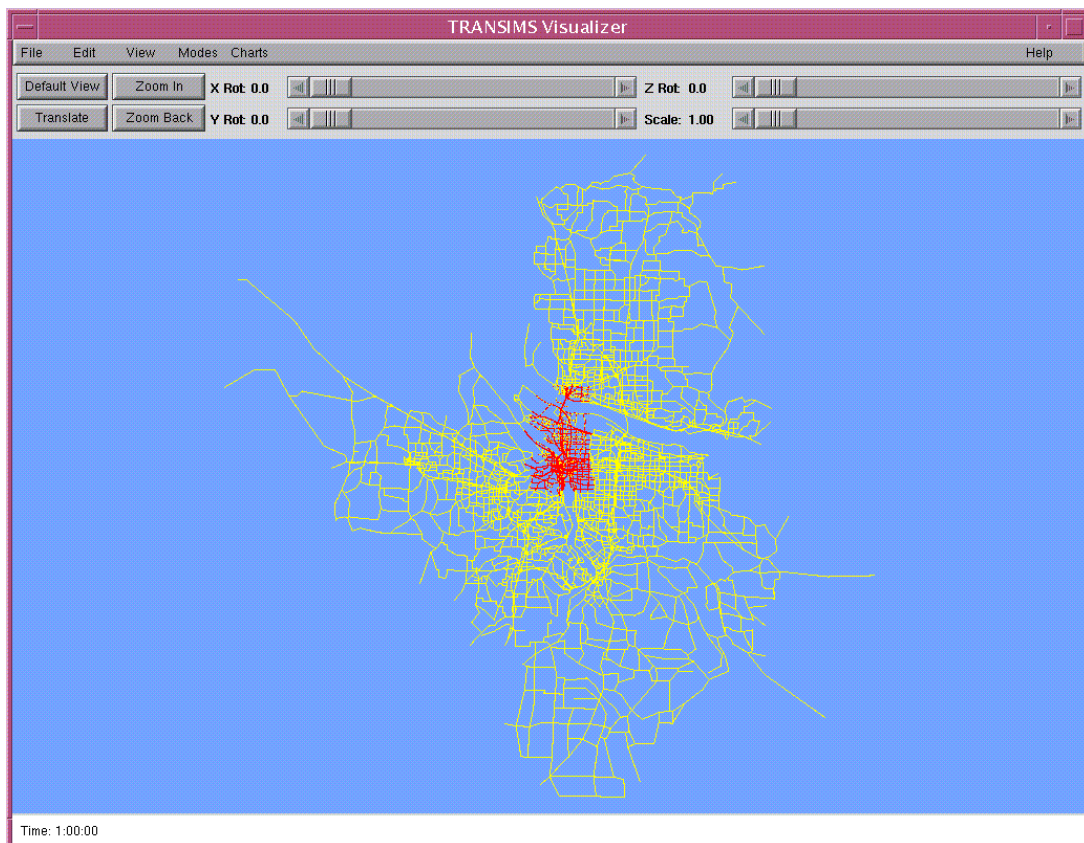 TRANSIMS Visualizer
File Edit View Modes Charts Help
Default View Zoom In X Rot: 0.0 Z Rot: 0.0
Translate Zoom Back Y Rot: 0.0 Scale: 1.00
Time: 1:00:00